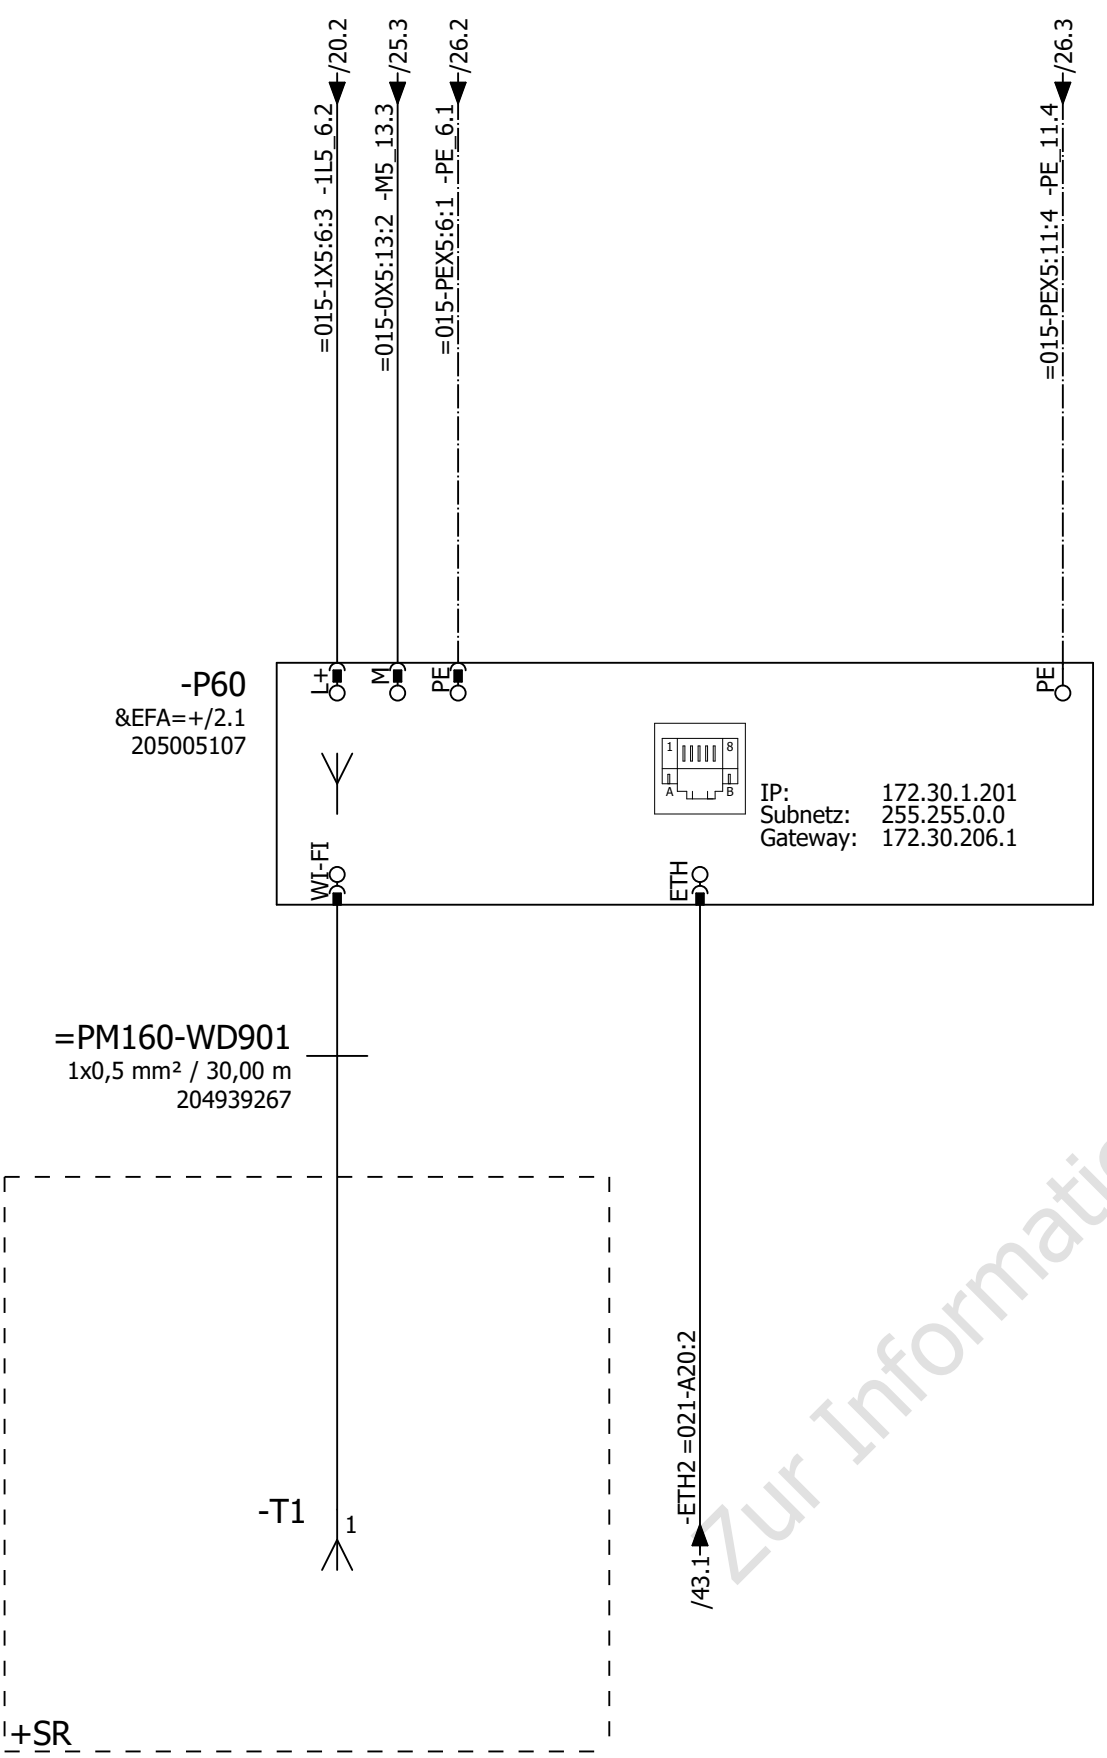 /20.2
/25.3
/26.2
/26.3
=015-1X5:6:3 -1L5_6.2
=015-0X5:13:2 -M5_13.3
=015-PEX5:6:1 -PE_6.1
=015-PEX5:11:4 -PE_11.4
-P60
&EFA=+/2.1
205005107
L+
M
PE
PE
1 8
A B
IP: 172.30.1.201
Subnetz: 255.255.0.0
Gateway: 172.30.206.1
WI-FI
ETH
=PM160-WD901
1x0,5 mm² / 30,00 m
204939267
-ETH2 =021-A20:2
/43.1
-T1
1
+SR
Zur